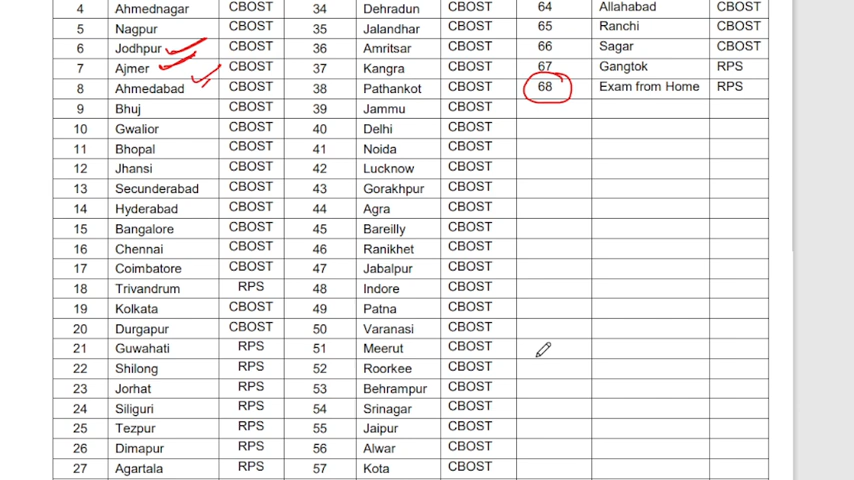 4 Ahmednagar CBOST 34 Dehradun CBOST 64 Allahabad CBOST
5 Nagpur CBOST 35 Jalandhar CBOST 65 Ranchi CBOST
6 Jodhpur CBOST 36 Amritsar CBOST 66 Sagar CBOST
7 Ajmer CBOST 37 Kangra CBOST 67 Gangtok RPS
8 Ahmedabad CBOST 38 Pathankot CBOST 68 Exam from Home RPS
9 Bhuj CBOST 39 Jammu CBOST
10 Gwalior CBOST 40 Delhi CBOST
11 Bhopal CBOST 41 Noida CBOST
12 Jhansi CBOST 42 Lucknow CBOST
13 Secunderabad CBOST 43 Gorakhpur CBOST
14 Hyderabad CBOST 44 Agra CBOST
15 Bangalore CBOST 45 Bareilly CBOST
16 Chennai CBOST 46 Ranikhet CBOST
17 Coimbatore CBOST 47 Jabalpur CBOST
18 Trivandrum RPS 48 Indore CBOST
19 Kolkata CBOST 49 Patna CBOST
20 Durgapur CBOST 50 Varanasi CBOST
21 Guwahati RPS 51 Meerut CBOST
22 Shilong RPS 52 Roorkee CBOST
23 Jorhat RPS 53 Behrampur CBOST
24 Siliguri RPS 54 Srinagar CBOST
25 Tezpur RPS 55 Jaipur CBOST
26 Dimapur RPS 56 Alwar CBOST
27 Agartala RPS 57 Kota CBOST